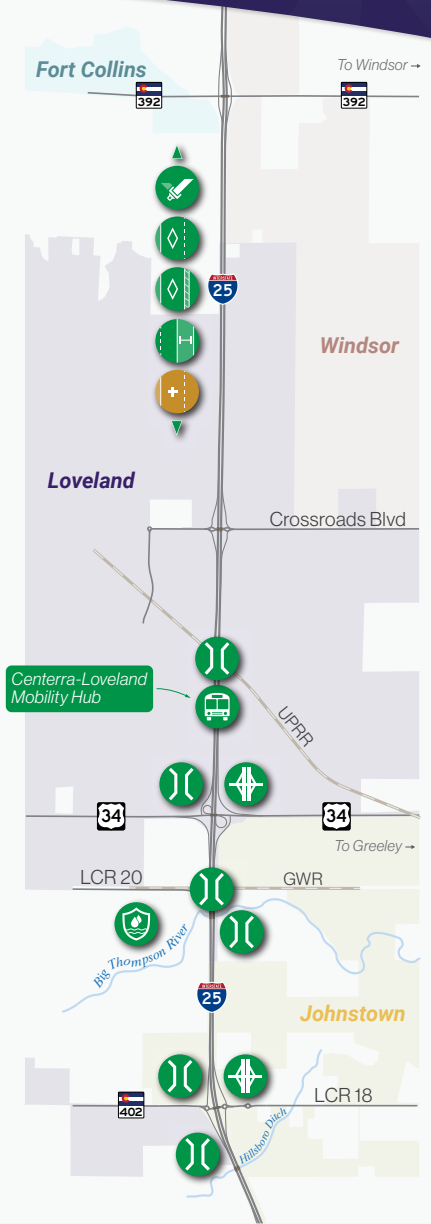 Fort Collins
To Windsor →
392
392
INTERSTATE
25
Windsor
Loveland
Crossroads Blvd
Centerra-Loveland
Mobility Hub
UPRR
34
34
To Greeley →
LCR 20
GWR
Big Thompson River
INTERSTATE
25
Johnstown
402
LCR 18
Hillsboro Ditch